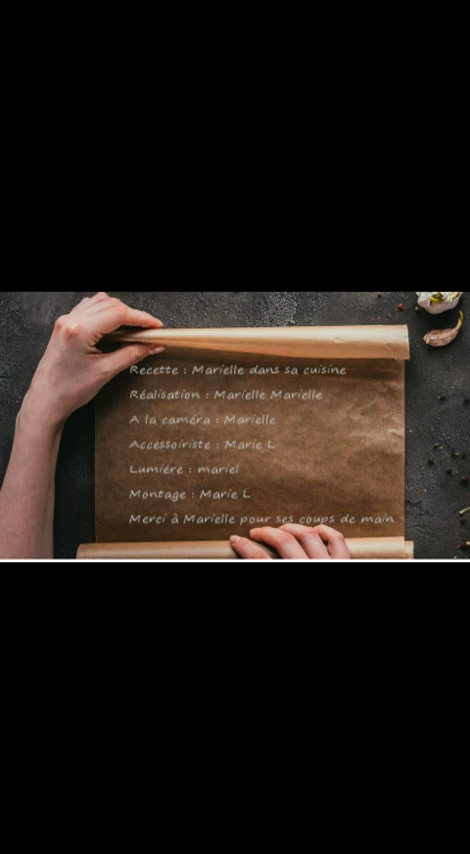 Recette : Marielle dans sa cuisine
Réalisation : Marielle Marielle
A la caméra : Marielle
Accessoiriste : Marie L
Lumiére : mariel
Montage : Marie L
Merci à Marielle pour ses coups de main